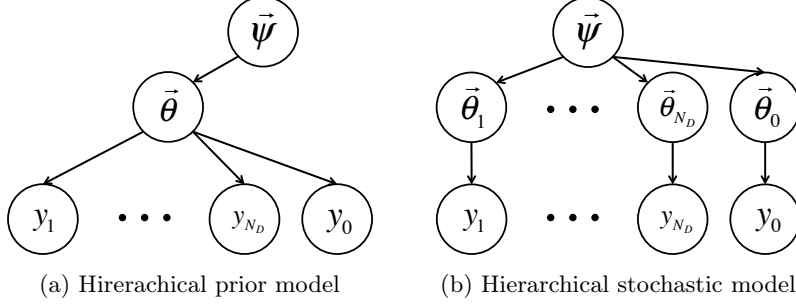 ψ⃗ ψ⃗
θ⃗ θ⃗₁ • • • θ⃗_{N_D} θ⃗₀
y₁ • • • y_{N_D} y₀ y₁ • • • y_{N_D} y₀
(a) Hirerachical prior model (b) Hierarchical stochastic model